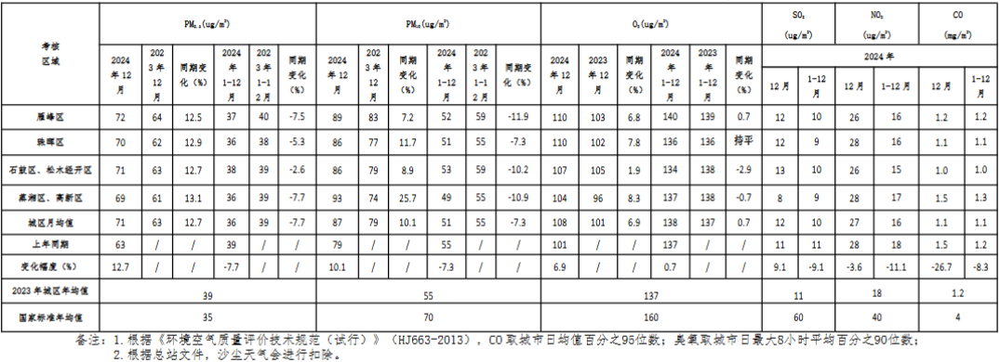 考核区域 PM₂.₅(ug/m³) PM₁₀(ug/m³) O₃(ug/m³) SO₂(ug/m³) NO₂(ug/m³) CO(mg/m³)
2024年12月 2023年12月 同期变化(%) 2024年1-12月 2023年1-12月 同期变化(%) 2024年12月 2023年12月 同期变化(%) 2024年1-12月 2023年1-12月 同期变化(%) 2024年12月 2023年12月 同期变化(%) 2024年1-12月 2023年1-12月 同期变化(%) 2024年
12月 1-12月 12月 1-12月 12月 1-12月
雁峰区 72 64 12.5 37 40 -7.5 89 83 7.2 52 59 -11.9 110 103 6.8 140 139 0.7 12 10 26 16 1.2 1.2
珠晖区 70 62 12.9 36 38 -5.3 86 77 11.7 51 55 -7.3 110 102 7.8 136 136 持平 12 9 28 16 1.1 1.1
石鼓区、松木经开区 71 63 12.7 38 39 -2.6 86 79 8.9 53 59 -10.2 107 105 1.9 134 138 -2.9 13 10 26 15 1.0 1.0
蒸湘区、高新区 69 61 13.1 36 39 -7.7 93 74 25.7 49 55 -10.9 104 96 8.3 137 138 -0.7 8 9 28 17 1.5 1.3
城区月均值 71 63 12.7 36 39 -7.7 87 79 10.1 51 55 -7.3 108 101 6.9 138 137 0.7 12 10 27 16 1.1 1.1
上年同期 63 / / 39 / / 79 / / 55 / / 101 / / 137 / / 11 11 28 18 1.5 1.2
变化幅度(%) 12.7 / / -7.7 / / 10.1 / / -7.3 / / 6.9 / / 0.7 / / 9.1 -9.1 -3.6 -11.1 -26.7 -8.3
2023年城区年均值 39 55 137 11 18 1.2
国家标准年均值 35 70 160 60 40 4
备注：1.根据《环境空气质量评价技术规范（试行）》（HJ663-2013），CO取城市日均值百分之95位数；臭氧取城市日最大8小时平均百分之90位数；
2.根据总站文件，沙尘天气会进行扣除。